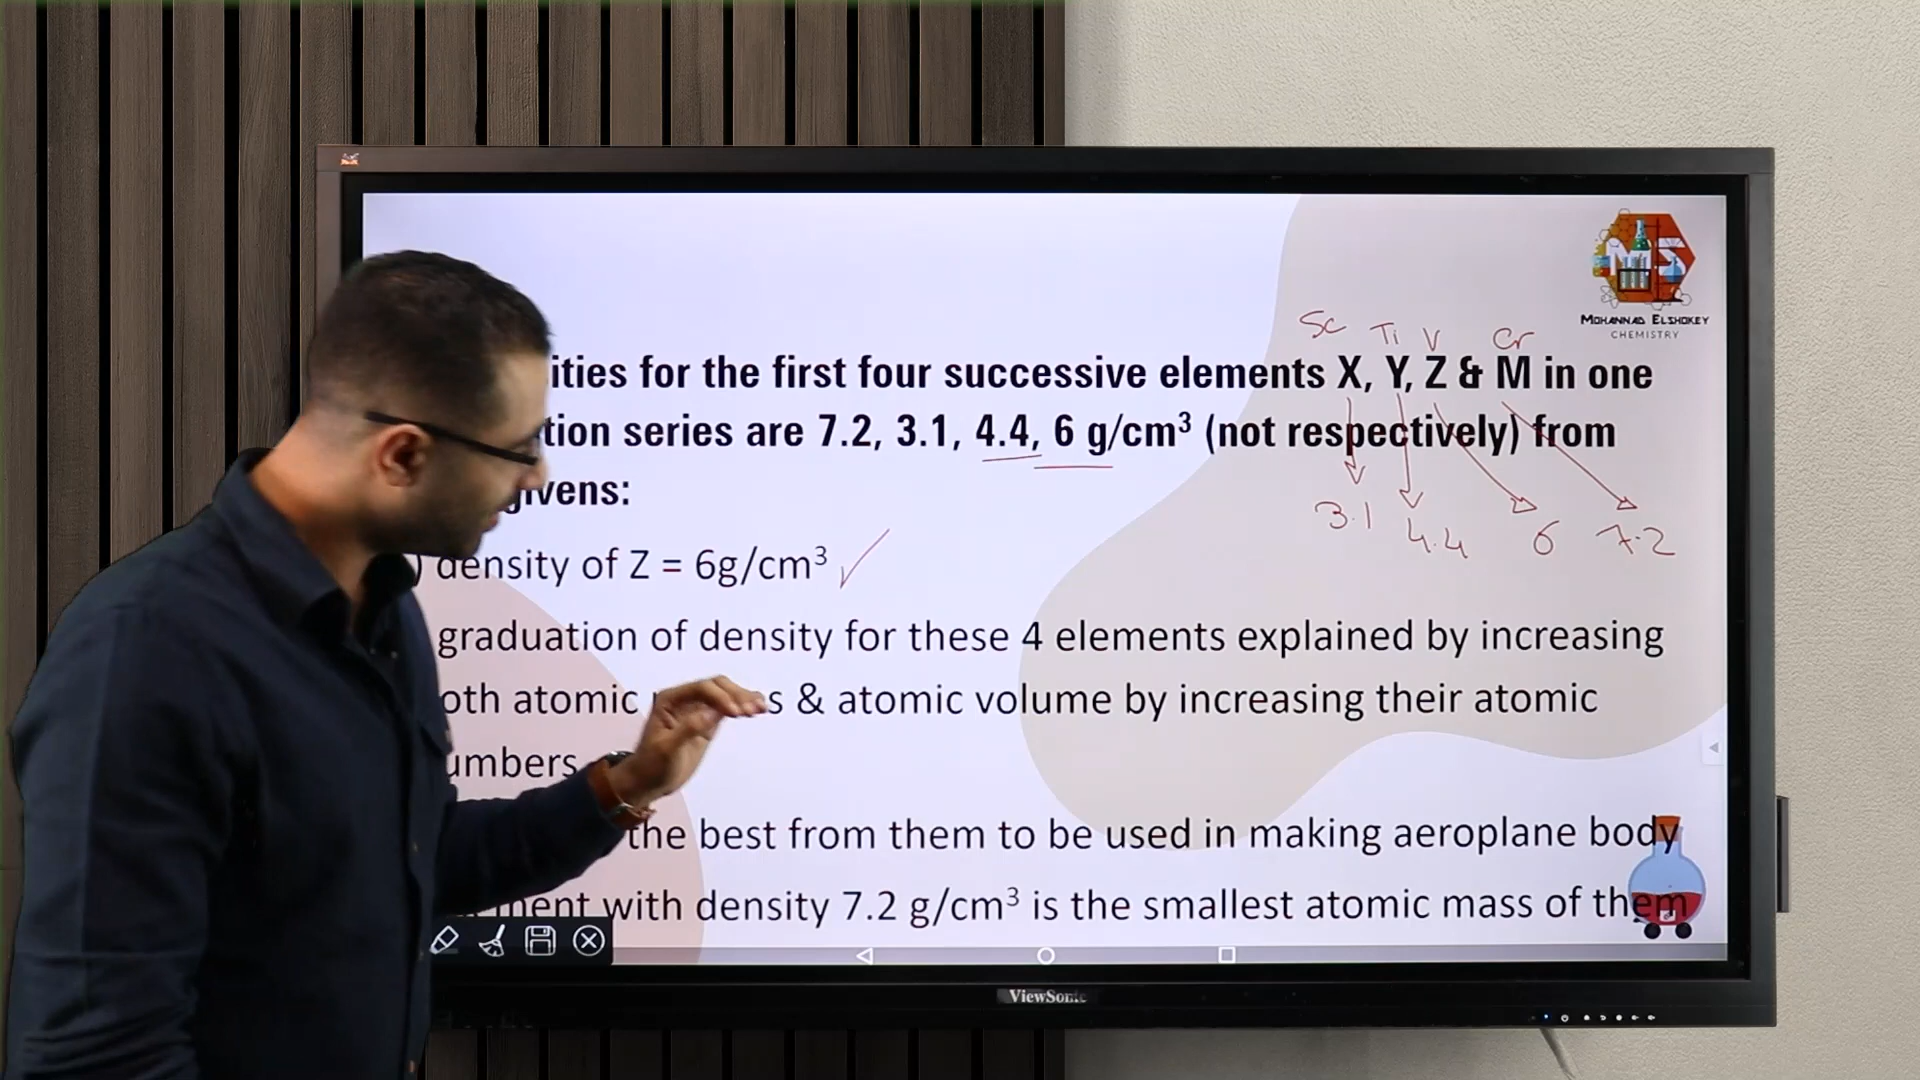 MOHANNAD ELSHOKEY
CHEMISTRY
Sc Ti V Cr
ities for the first four successive elements X, Y, Z & M in one
tion series are 7.2, 3.1, 4.4, 6 g/cm³ (not respectively) from
givens:
3.1 4.4 6 7.2
) density of Z = 6g/cm³ ✓
graduation of density for these 4 elements explained by increasing
oth atomic s & atomic volume by increasing their atomic
umbers
the best from them to be used in making aeroplane body
ment with density 7.2 g/cm³ is the smallest atomic mass of them
ViewSonic